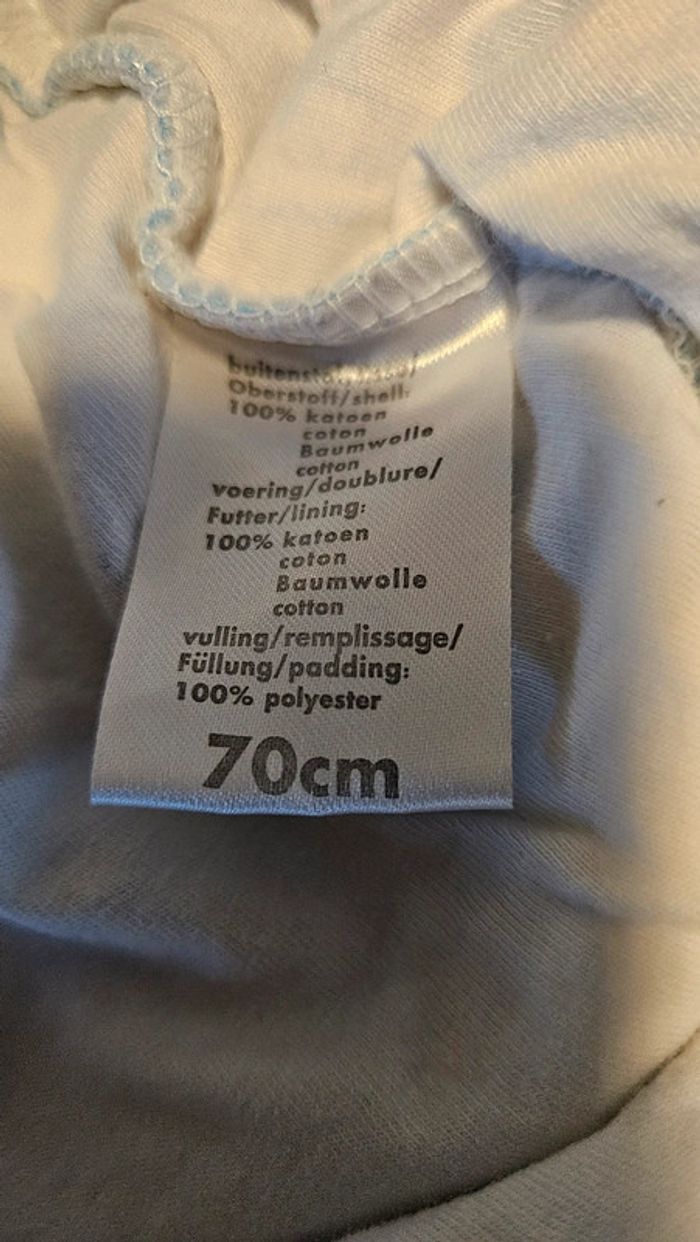 Oberstoff/shell:
100% katoen
coton
Baumwolle
cotton
voering/doublure/
Futter/lining:
100% katoen
coton
Baumwolle
cotton
vulling/remplissage/
Füllung/padding:
100% polyester
70cm